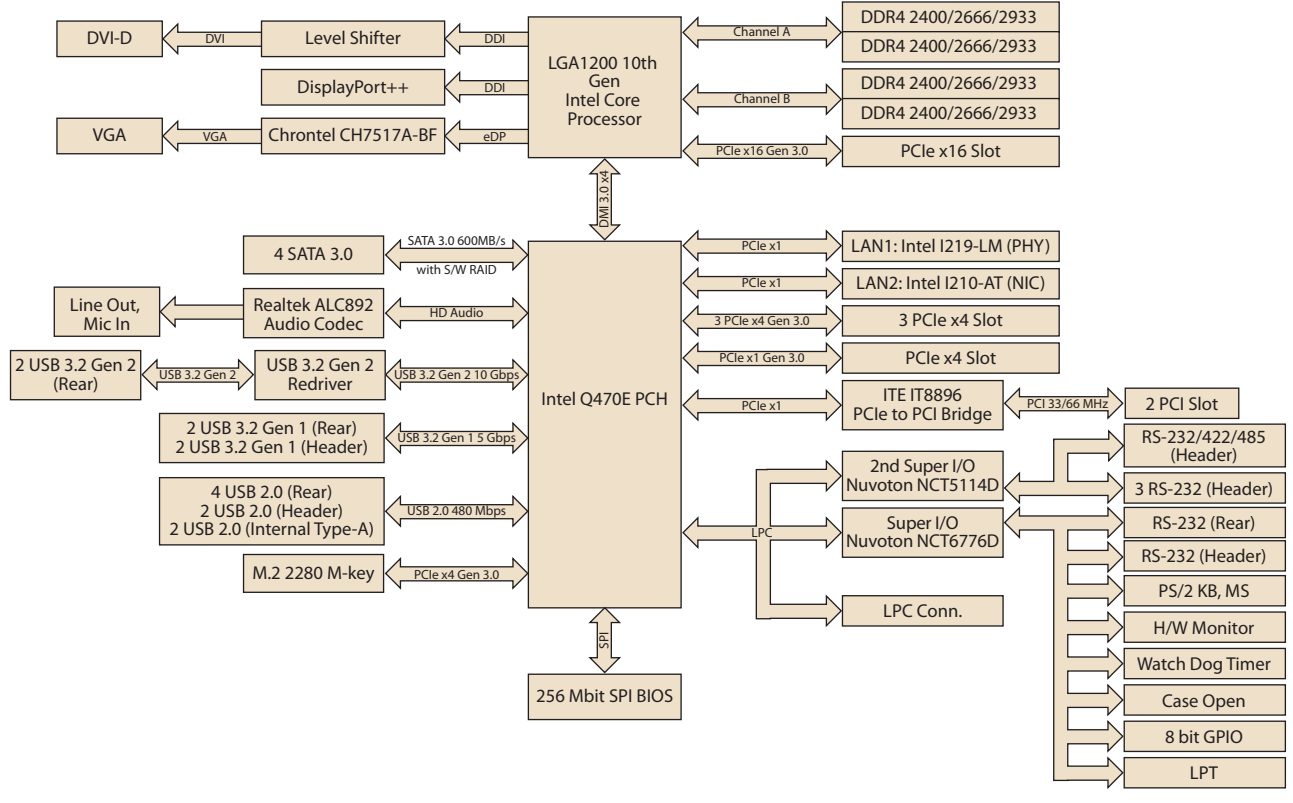 DVI-D
DVI
Level Shifter
DDI
DisplayPort++
DDI
VGA
VGA
Chrontel CH7517A-BF
eDP
LGA1200 10th
Gen
Intel Core
Processor
Channel A
DDR4 2400/2666/2933
DDR4 2400/2666/2933
Channel B
DDR4 2400/2666/2933
DDR4 2400/2666/2933
PCIe x16 Gen 3.0
PCIe x16 Slot
DMI 3.0 x4
4 SATA 3.0
SATA 3.0 600MB/s
with S/W RAID
Line Out,
Mic In
Realtek ALC892
Audio Codec
HD Audio
2 USB 3.2 Gen 2
(Rear)
USB 3.2 Gen 2
USB 3.2 Gen 2
Redriver
USB 3.2 Gen 2 10 Gbps
2 USB 3.2 Gen 1 (Rear)
2 USB 3.2 Gen 1 (Header)
USB 3.2 Gen 1 5 Gbps
4 USB 2.0 (Rear)
2 USB 2.0 (Header)
2 USB 2.0 (Internal Type-A)
USB 2.0 480 Mbps
M.2 2280 M-key
PCIe x4 Gen 3.0
Intel Q470E PCH
PCIe x1
LAN1: Intel I219-LM (PHY)
PCIe x1
LAN2: Intel I210-AT (NIC)
3 PCIe x4 Gen 3.0
3 PCIe x4 Slot
PCIe x1 Gen 3.0
PCIe x4 Slot
PCIe x1
ITE IT8896
PCIe to PCI Bridge
PCI 33/66 MHz
2 PCI Slot
LPC
2nd Super I/O
Nuvoton NCT5114D
RS-232/422/485
(Header)
3 RS-232 (Header)
Super I/O
Nuvoton NCT6776D
RS-232 (Rear)
RS-232 (Header)
PS/2 KB, MS
H/W Monitor
Watch Dog Timer
Case Open
8 bit GPIO
LPT
LPC Conn.
SPI
256 Mbit SPI BIOS